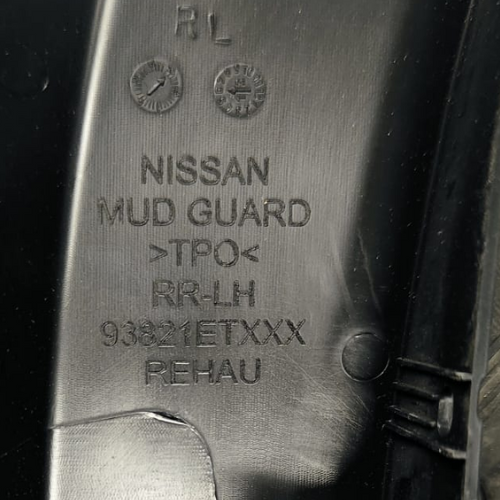 RL
NISSAN
MUD GUARD
>TPO<
RR-LH
93821ETXXX
REHAU